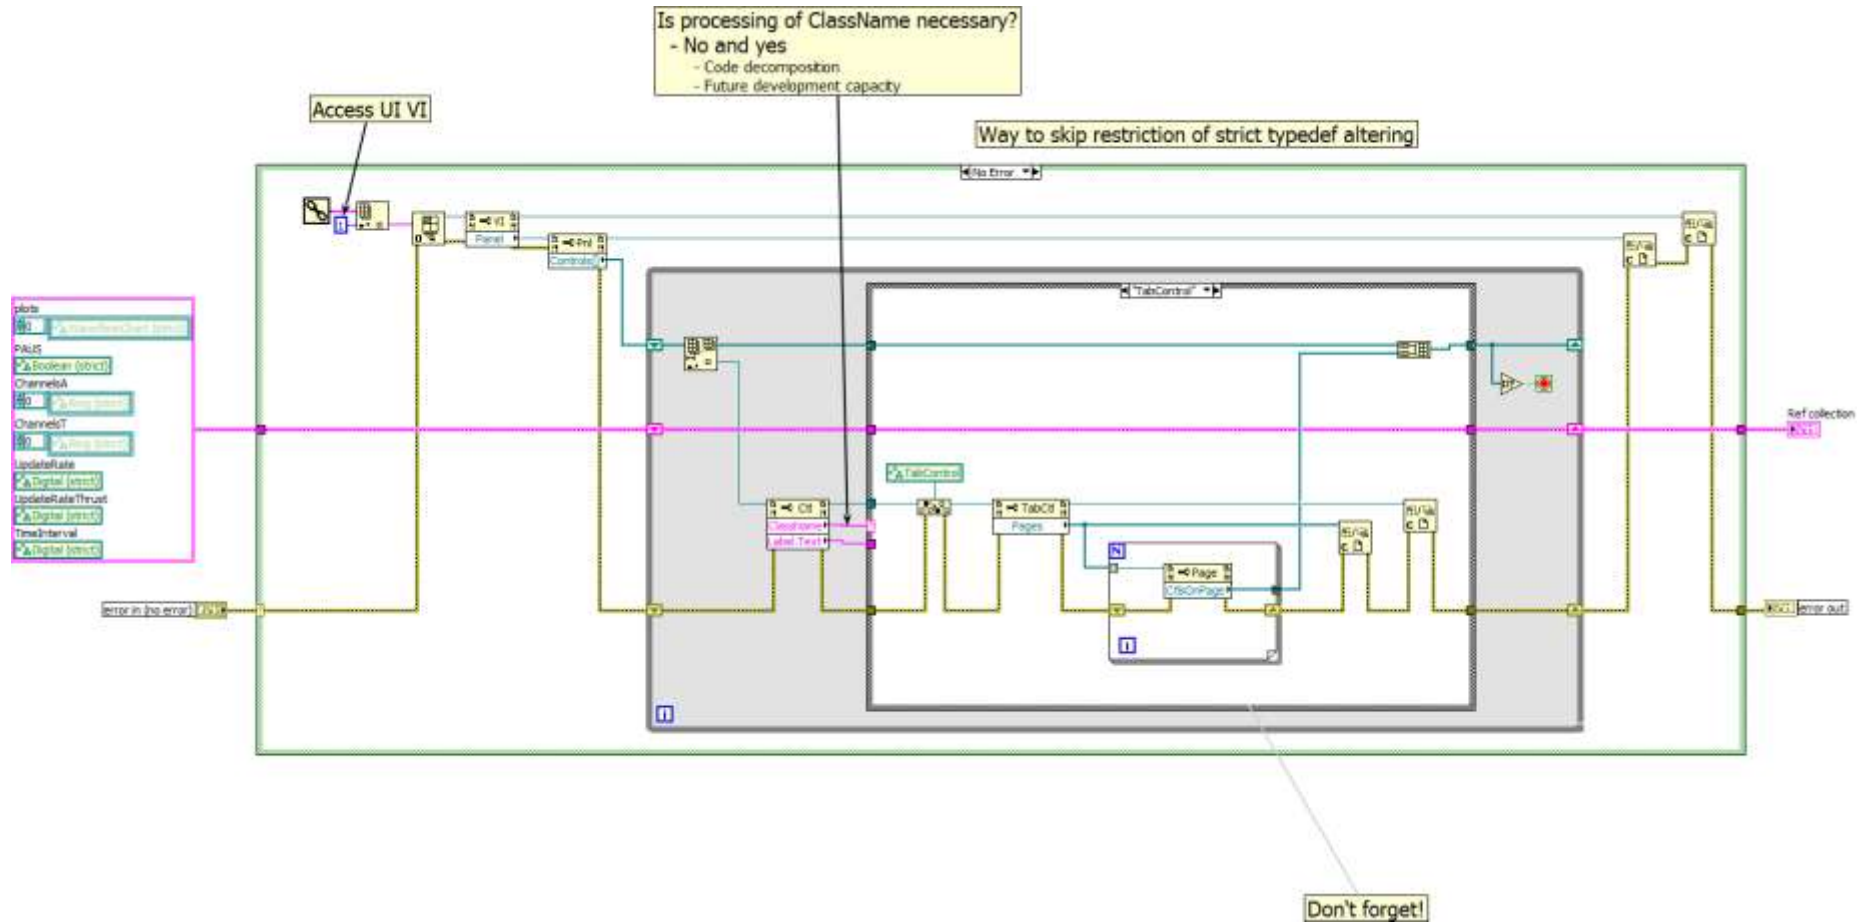 Is processing of ClassName necessary?
- No and yes
- Code decomposition
- Future development capacity
Access UI VI
Way to skip restriction of strict typedef altering
No Error
1
VI
Panel
Pnl
Controls[]
"TabControl"
plots
PAUS
Boolean (strict)
ChannelsA
ChannelsT
UpdateRate
Digital (strict)
UpdateRateThrust
Digital (strict)
TimeInterval
Digital (strict)
Ref collection
TabControl
Ctl
ClassName
Label.Text
TabCtl
Pages
N
Page
CtlsOnPage
i
error in (no error)
error out
i
Don't forget!